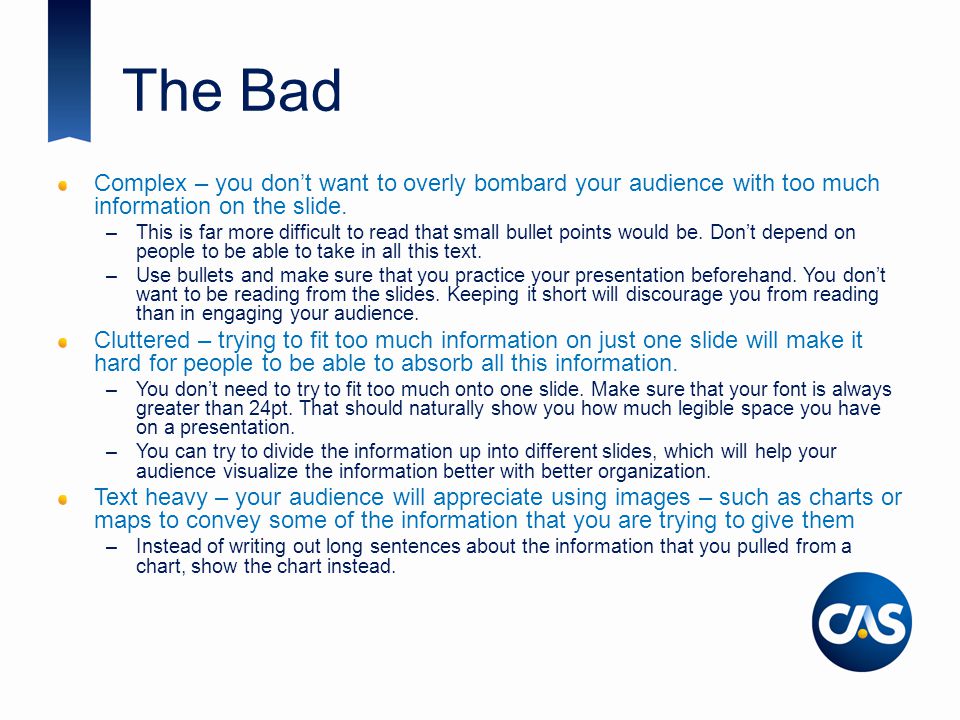 The Bad
Complex – you don’t want to overly bombard your audience with too much
information on the slide.
– This is far more difficult to read that small bullet points would be. Don’t depend on
people to be able to take in all this text.
– Use bullets and make sure that you practice your presentation beforehand. You don’t
want to be reading from the slides. Keeping it short will discourage you from reading
than in engaging your audience.
Cluttered – trying to fit too much information on just one slide will make it
hard for people to be able to absorb all this information.
– You don’t need to try to fit too much onto one slide. Make sure that your font is always
greater than 24pt. That should naturally show you how much legible space you have
on a presentation.
– You can try to divide the information up into different slides, which will help your
audience visualize the information better with better organization.
Text heavy – your audience will appreciate using images – such as charts or
maps to convey some of the information that you are trying to give them
– Instead of writing out long sentences about the information that you pulled from a
chart, show the chart instead.
CAS